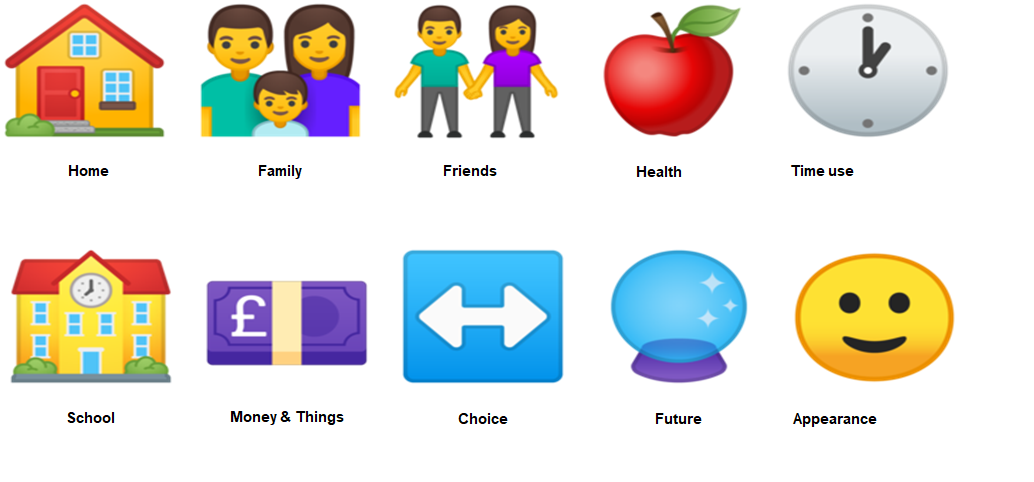 Home
Family
Friends
Health
Time use
£
School
Money & Things
Choice
Future
Appearance